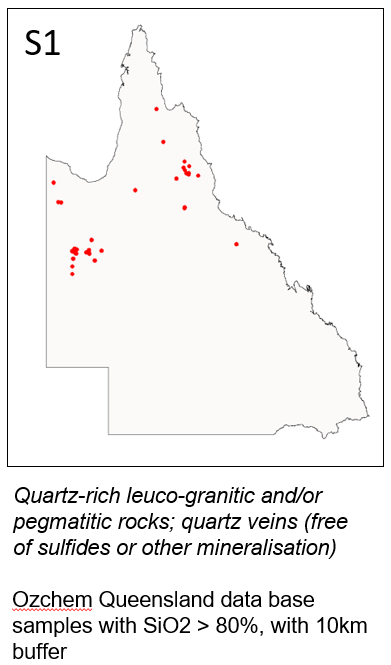 S1
Quartz-rich leuco-granitic and/or
pegmatitic rocks; quartz veins (free
of sulfides or other mineralisation)
Ozchem Queensland data base
samples with SiO2 > 80%, with 10km
buffer